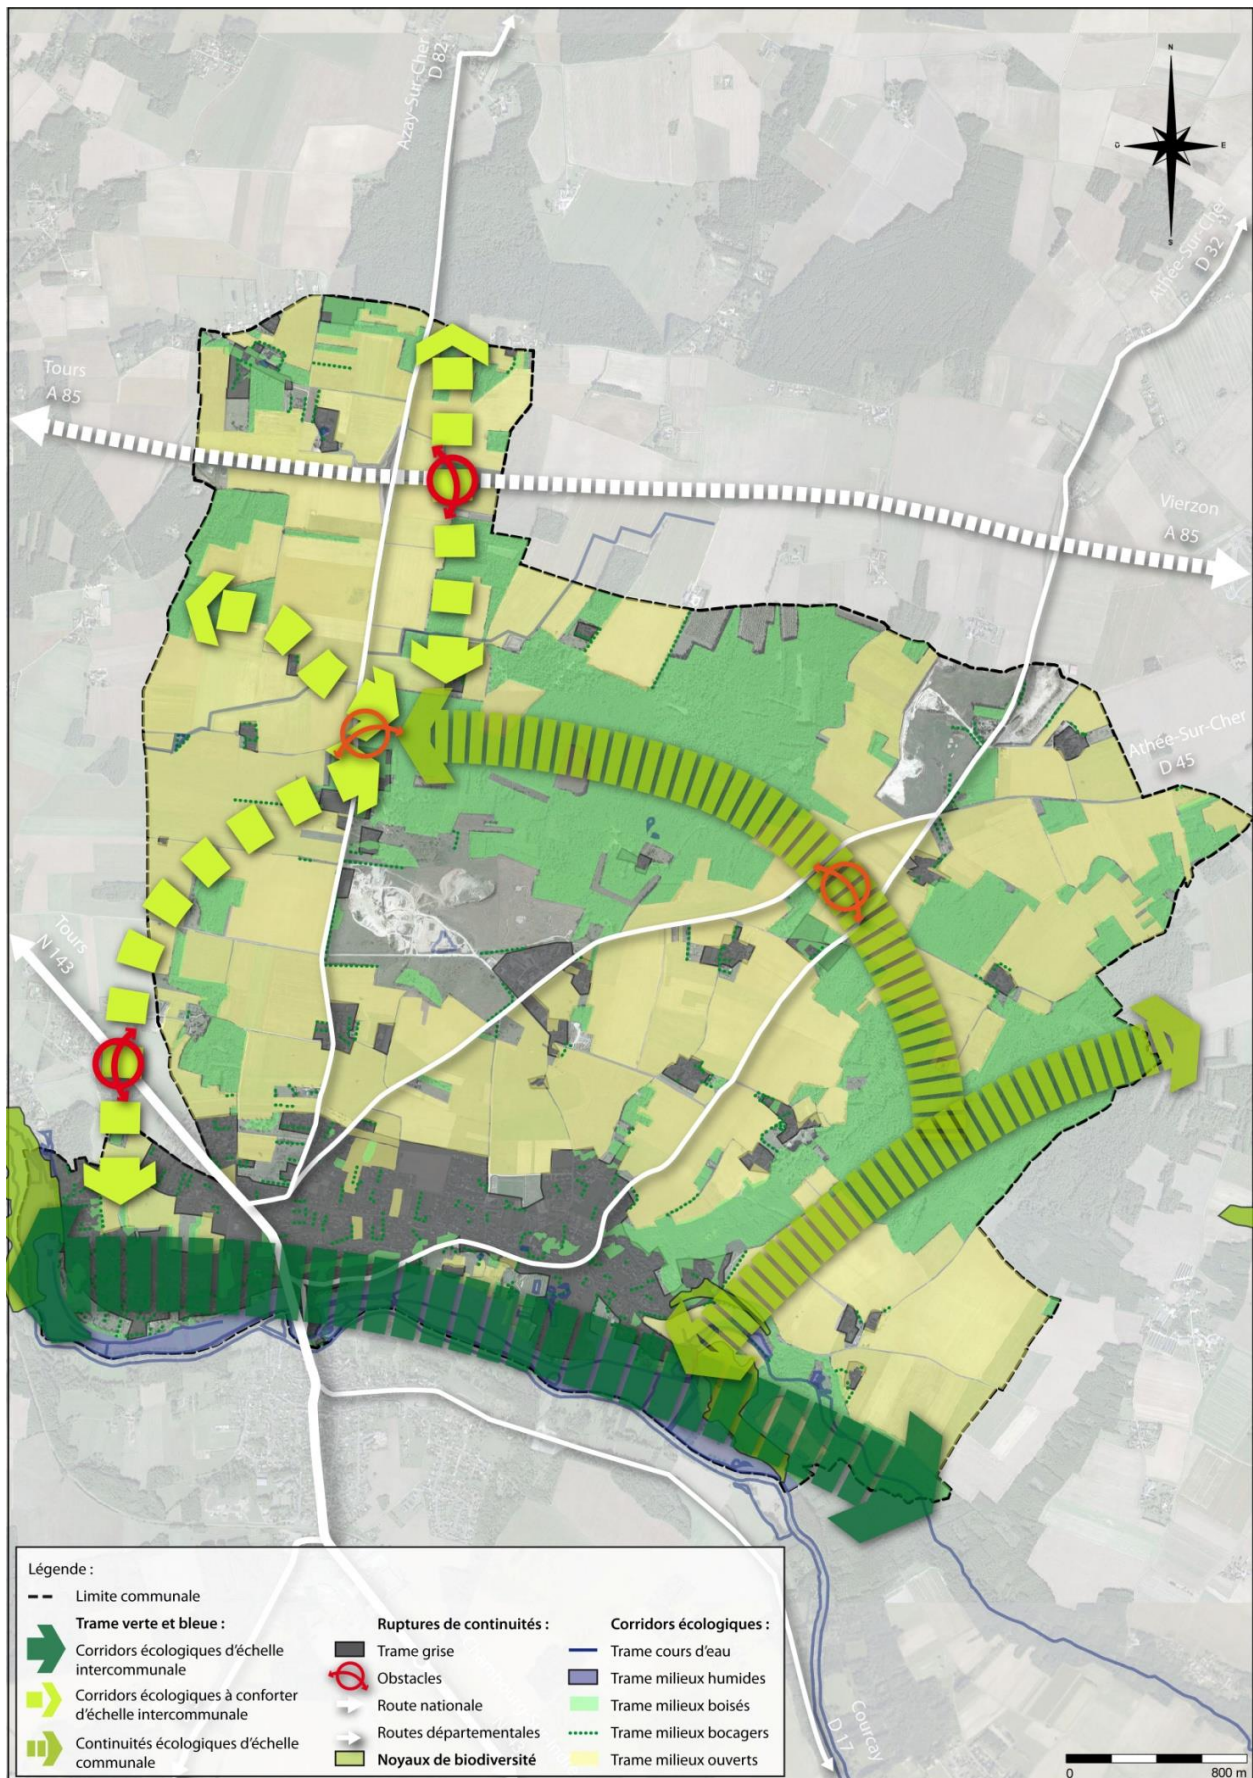 Azay-Sur-Cher
D 82
N
O
E
S
Athée-Sur-Cher
D 32
Tours
A 85
Vierzon
A 85
Athée-Sur-Cher
D 45
Tours
N 143
Courcay
D 17
Légende :
Limite communale
Trame verte et bleue :
Corridors écologiques d'échelle
intercommunale
Corridors écologiques à conforter
d'échelle intercommunale
Continuités écologiques d'échelle
communale
Ruptures de continuités :
Trame grise
Obstacles
Route nationale
Routes départementales
Noyaux de biodiversité
Corridors écologiques :
Trame cours d'eau
Trame milieux humides
Trame milieux boisés
Trame milieux bocagers
Trame milieux ouverts
0
800 m